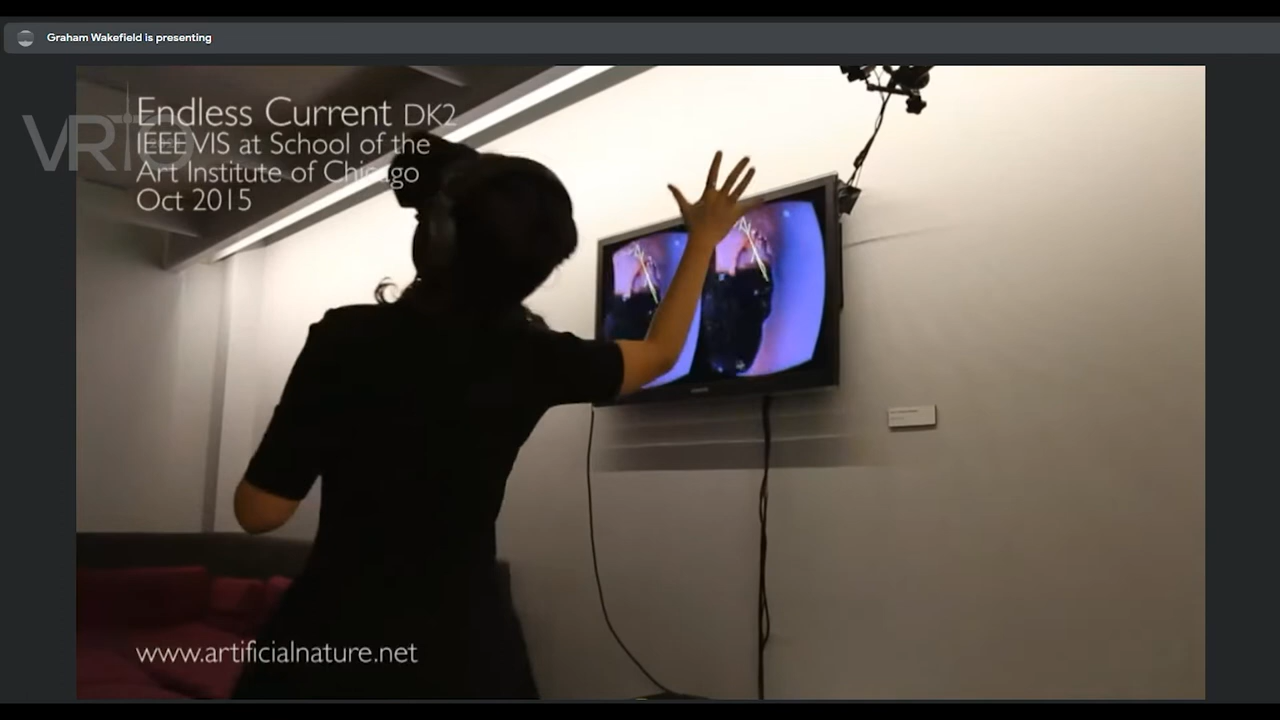 Graham Wakefield is presenting
VRTO
Endless Current DK2
IEEE VIS at School of the
Art Institute of Chicago
Oct 2015
www.artificialnature.net